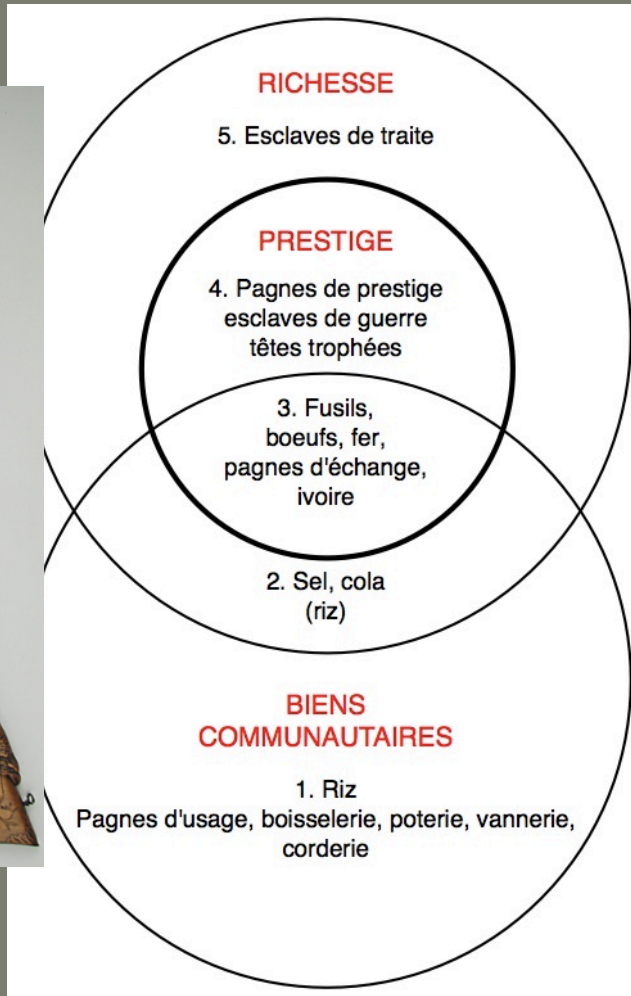 RICHESSE
5. Esclaves de traite
PRESTIGE
4. Pagnes de prestige
esclaves de guerre
têtes trophées
3. Fusils,
boeufs, fer,
pagnes d'échange,
ivoire
2. Sel, cola
(riz)
BIENS
COMMUNAUTAIRES
1. Riz
Pagnes d'usage, boisselerie, poterie, vannerie,
corderie